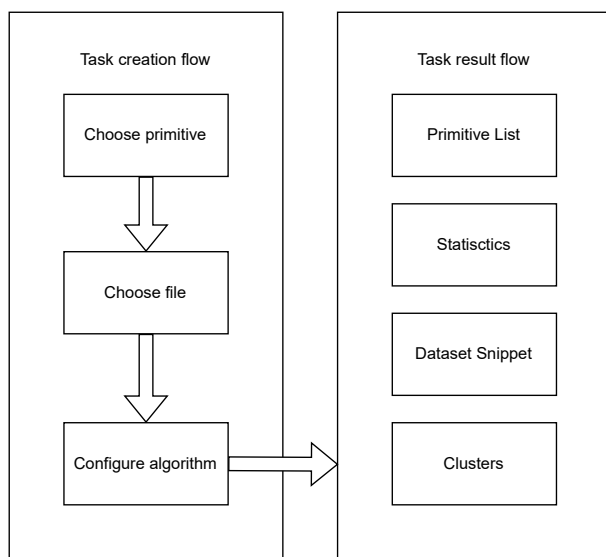 Task creation flow
Choose primitive
Choose file
Configure algorithm
Task result flow
Primitive List
Statisctics
Dataset Snippet
Clusters